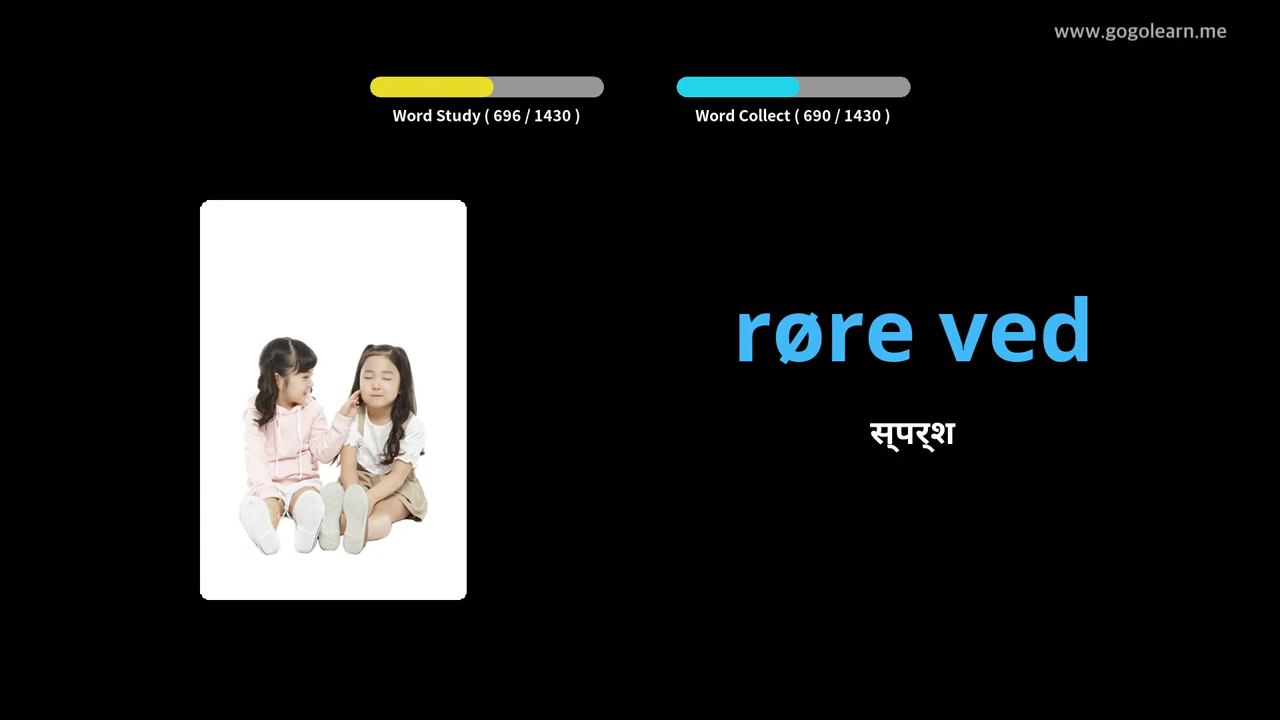 www.gogolearn.me
Word Study ( 696 / 1430 )
Word Collect ( 690 / 1430 )
røre ved
स्पर्श